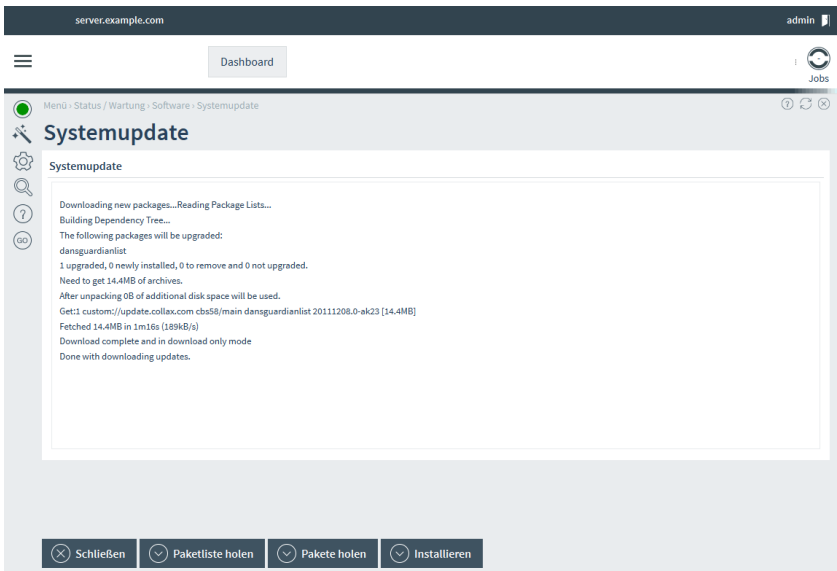 server.example.com
admin
Dashboard
Jobs
Menü › Status / Wartung › Software › Systemupdate
Systemupdate
Systemupdate
Downloading new packages...Reading Package Lists...
Building Dependency Tree...
The following packages will be upgraded:
dansguardianlist
1 upgraded, 0 newly installed, 0 to remove and 0 not upgraded.
Need to get 14.4MB of archives.
After unpacking 0B of additional disk space will be used.
Get:1 custom://update.collax.com cbs58/main dansguardianlist 20111208.0-ak23 [14.4MB]
Fetched 14.4MB in 1m16s (189kB/s)
Download complete and in download only mode
Done with downloading updates.
GO
Schließen
Paketliste holen
Pakete holen
Installieren